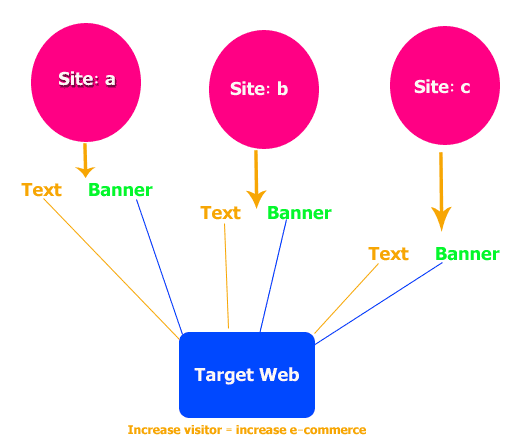 Site: a
Site: b
Site: c
Text Banner
Text Banner
Text Banner
Target Web
Increase visitor = increase e-commerce